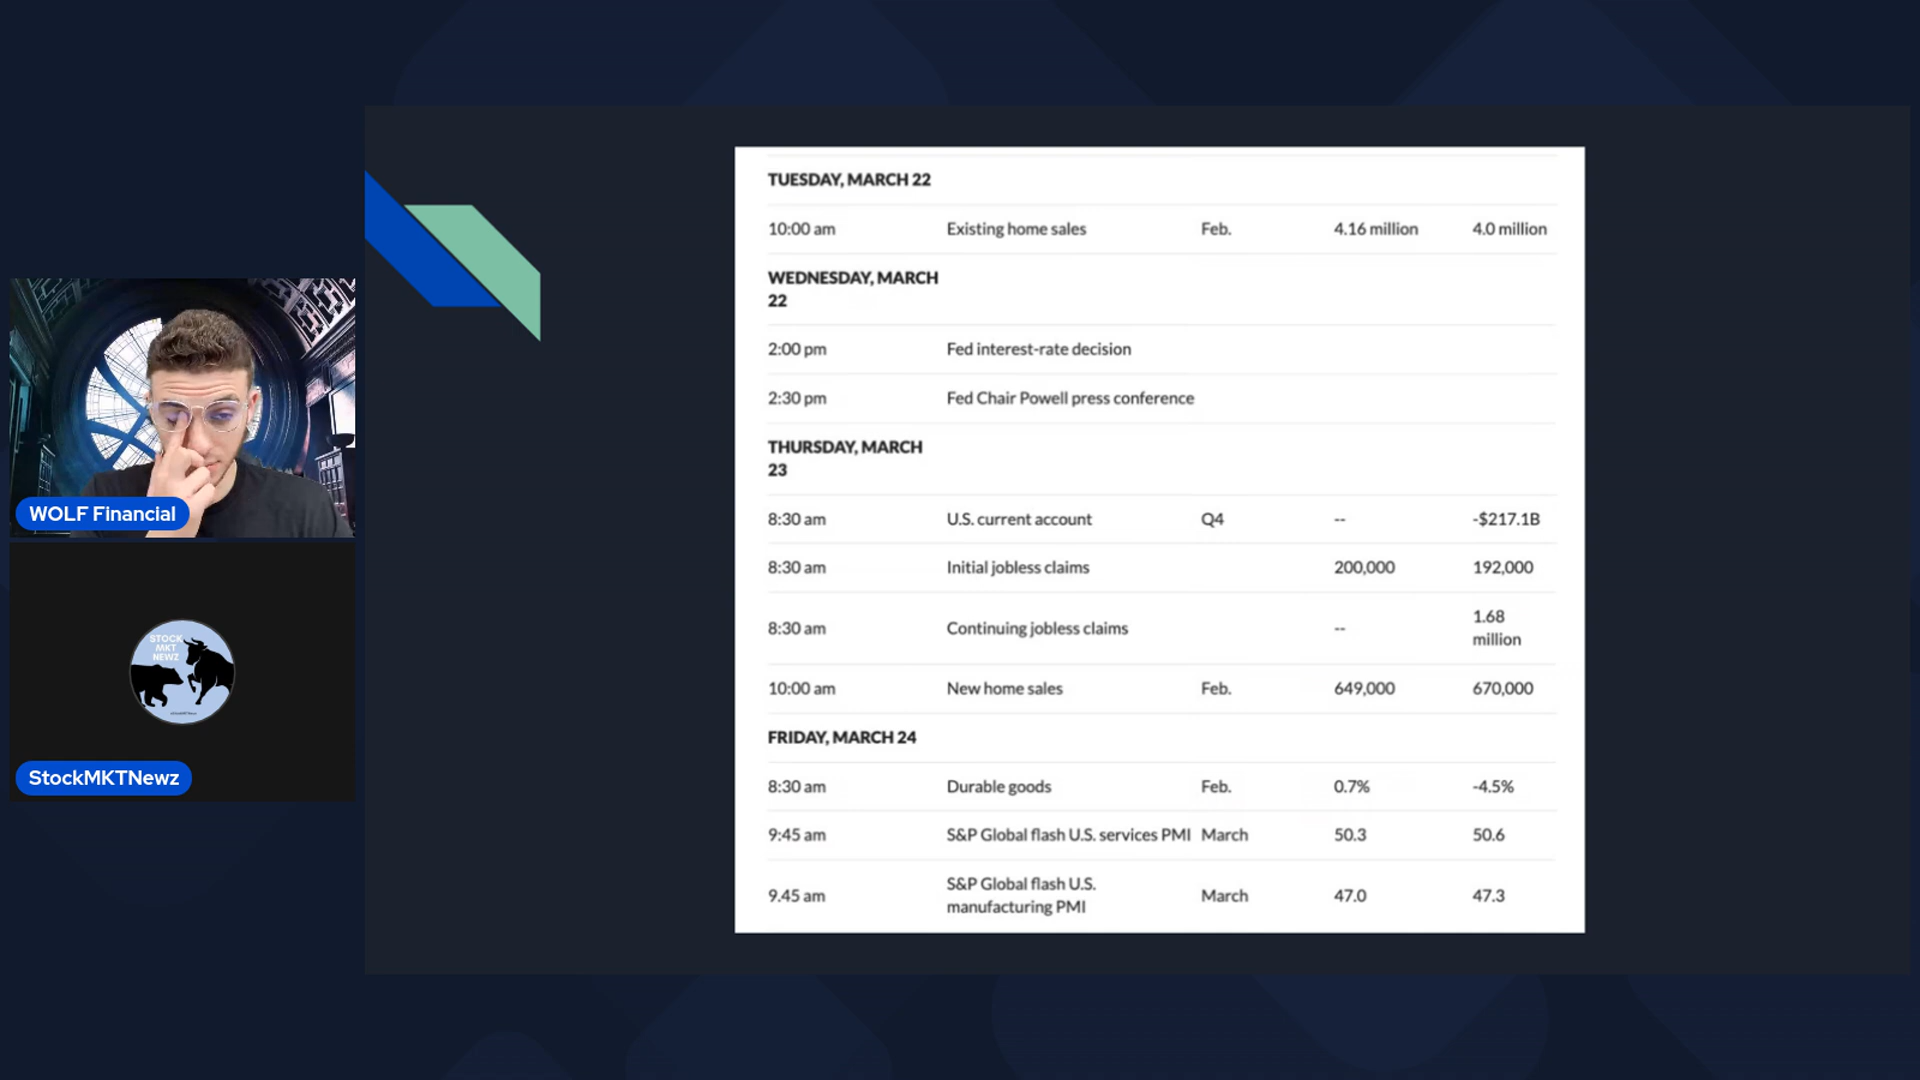 TUESDAY, MARCH 22
10:00 am Existing home sales Feb. 4.16 million 4.0 million
WEDNESDAY, MARCH
22
2:00 pm Fed interest-rate decision
2:30 pm Fed Chair Powell press conference
THURSDAY, MARCH
23
8:30 am U.S. current account Q4 -- -$217.1B
8:30 am Initial jobless claims 200,000 192,000
8:30 am Continuing jobless claims -- 1.68
million
10:00 am New home sales Feb. 649,000 670,000
FRIDAY, MARCH 24
8:30 am Durable goods Feb. 0.7% -4.5%
9:45 am S&P Global flash U.S. services PMI March 50.3 50.6
9.45 am S&P Global flash U.S.
manufacturing PMI March 47.0 47.3
WOLF Financial
STOCK
MKT
NEWZ
StockMKTNewz